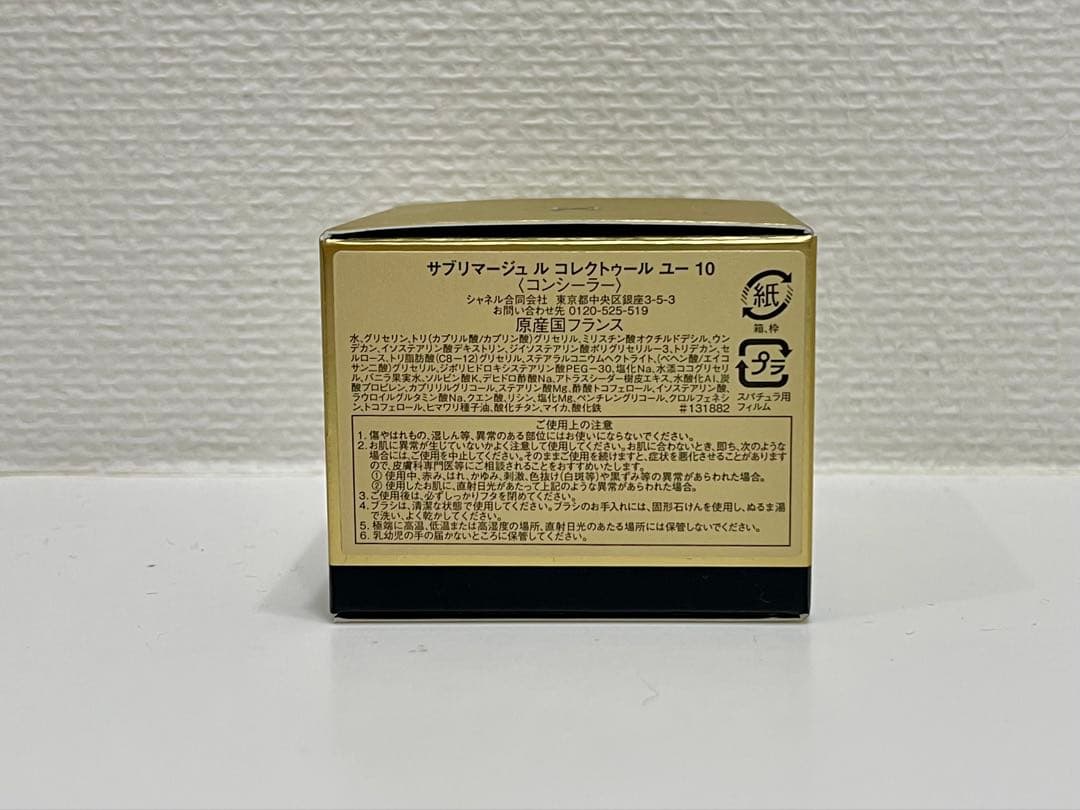 サブリマージュ ル コレクトゥール ユー 10
〈コンシーラー〉
シャネル合同会社 東京都中央区銀座3-5-3
お問い合わせ先 0120-525-519
原産国フランス
水、グリセリン、トリ(カプリル酸/カプリン酸)グリセリル、ミリスチン酸オクチルドデシル、ウン
デカン、イソステアリン酸デキストリン、ジイソステアリン酸ポリグリセリル-3、トリデカン、セ
ルロース、トリ脂肪酸(C8-12)グリセリル、ステアラルコニウムヘクトライト、(ベヘン酸/エイコ
サン二酸)グリセリル、ジポリヒドロキシステアリン酸PEG-30、塩化Na、水添ココグリセリ
ル、バニラ果実水、ソルビン酸K、デヒドロ酢酸Na、アトラスシーダー樹皮エキス、水酸化Al、炭
酸プロピレン、カプリリルグリコール、ステアリン酸Mg、酢酸トコフェロール、イソステアリン酸、
ラウロイルグルタミン酸Na、クエン酸、リシン、塩化Mg、ペンチレングリコール、クロルフェネシ
ン、トコフェロール、ヒマワリ種子油、酸化チタン、マイカ、酸化鉄 #131882
紙
箱、枠
プラ
スパチュラ用
フィルム
ご使用上の注意
1. 傷やはれもの、湿しん等、異常のある部位にはお使いにならないでください。
2. お肌に異常が生じていないかよく注意して使用してください。お肌に合わないとき、即ち、次のような
場合には、ご使用を中止してください。そのままご使用を続けますと、症状を悪化させることがあります
ので、皮膚科専門医等にご相談されることをおすすめいたします。
① 使用中、赤み、はれ、かゆみ、刺激、色抜け(白斑等)や黒ずみ等の異常があらわれた場合。
② 使用したお肌に、直射日光があたって上記のような異常があらわれた場合。
3. ご使用後は、必ずしっかりフタを閉めてください。
4. ブラシは、清潔な状態で使用してください。ブラシのお手入れには、固形石けんを使用し、ぬるま湯
で洗い、よく乾かしてください。
5. 極端に高温、低温または高湿度の場所、直射日光のあたる場所には保管しないでください。
6. 乳幼児の手の届かないところに保管してください。